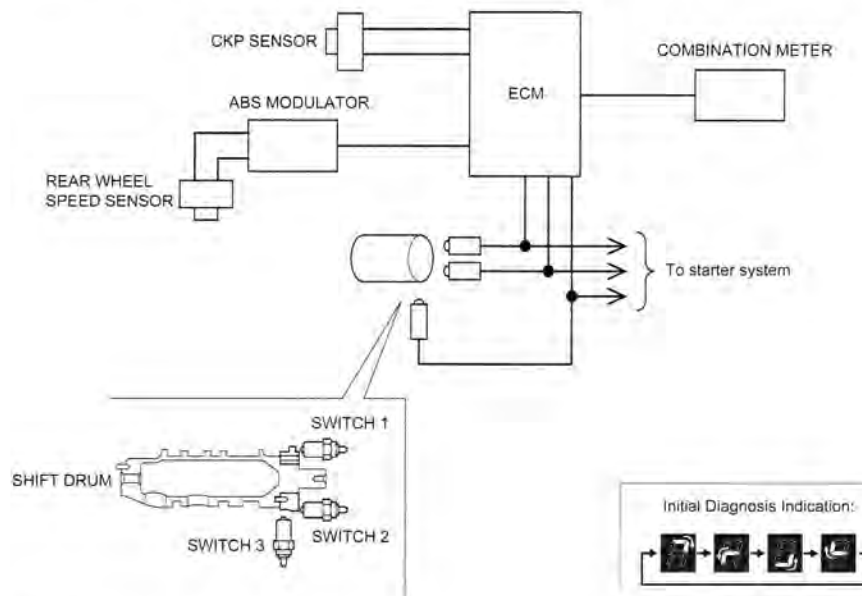 CKP SENSOR
ECM
COMBINATION METER
ABS MODULATOR
REAR WHEEL
SPEED SENSOR
To starter system
SWITCH 1
SHIFT DRUM
SWITCH 2
SWITCH 3
Initial Diagnosis Indication: